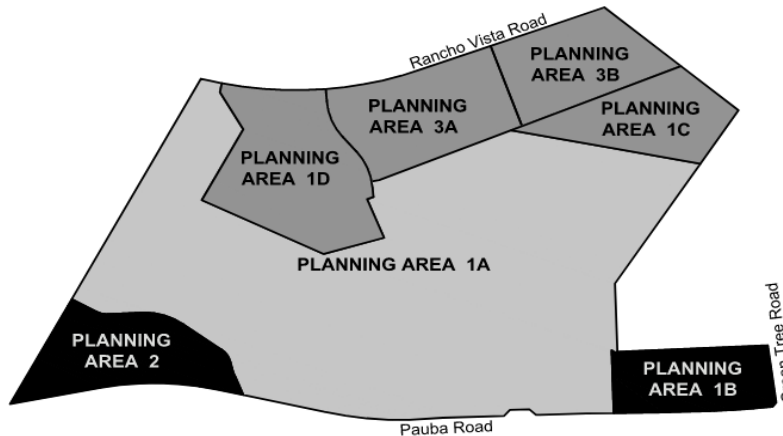 Rancho Vista Road
PLANNING
AREA 3B
PLANNING
AREA 3A
PLANNING
AREA 1C
PLANNING
AREA 1D
PLANNING AREA 1A
PLANNING
AREA 2
PLANNING
AREA 1B
Tree Road
Pauba Road